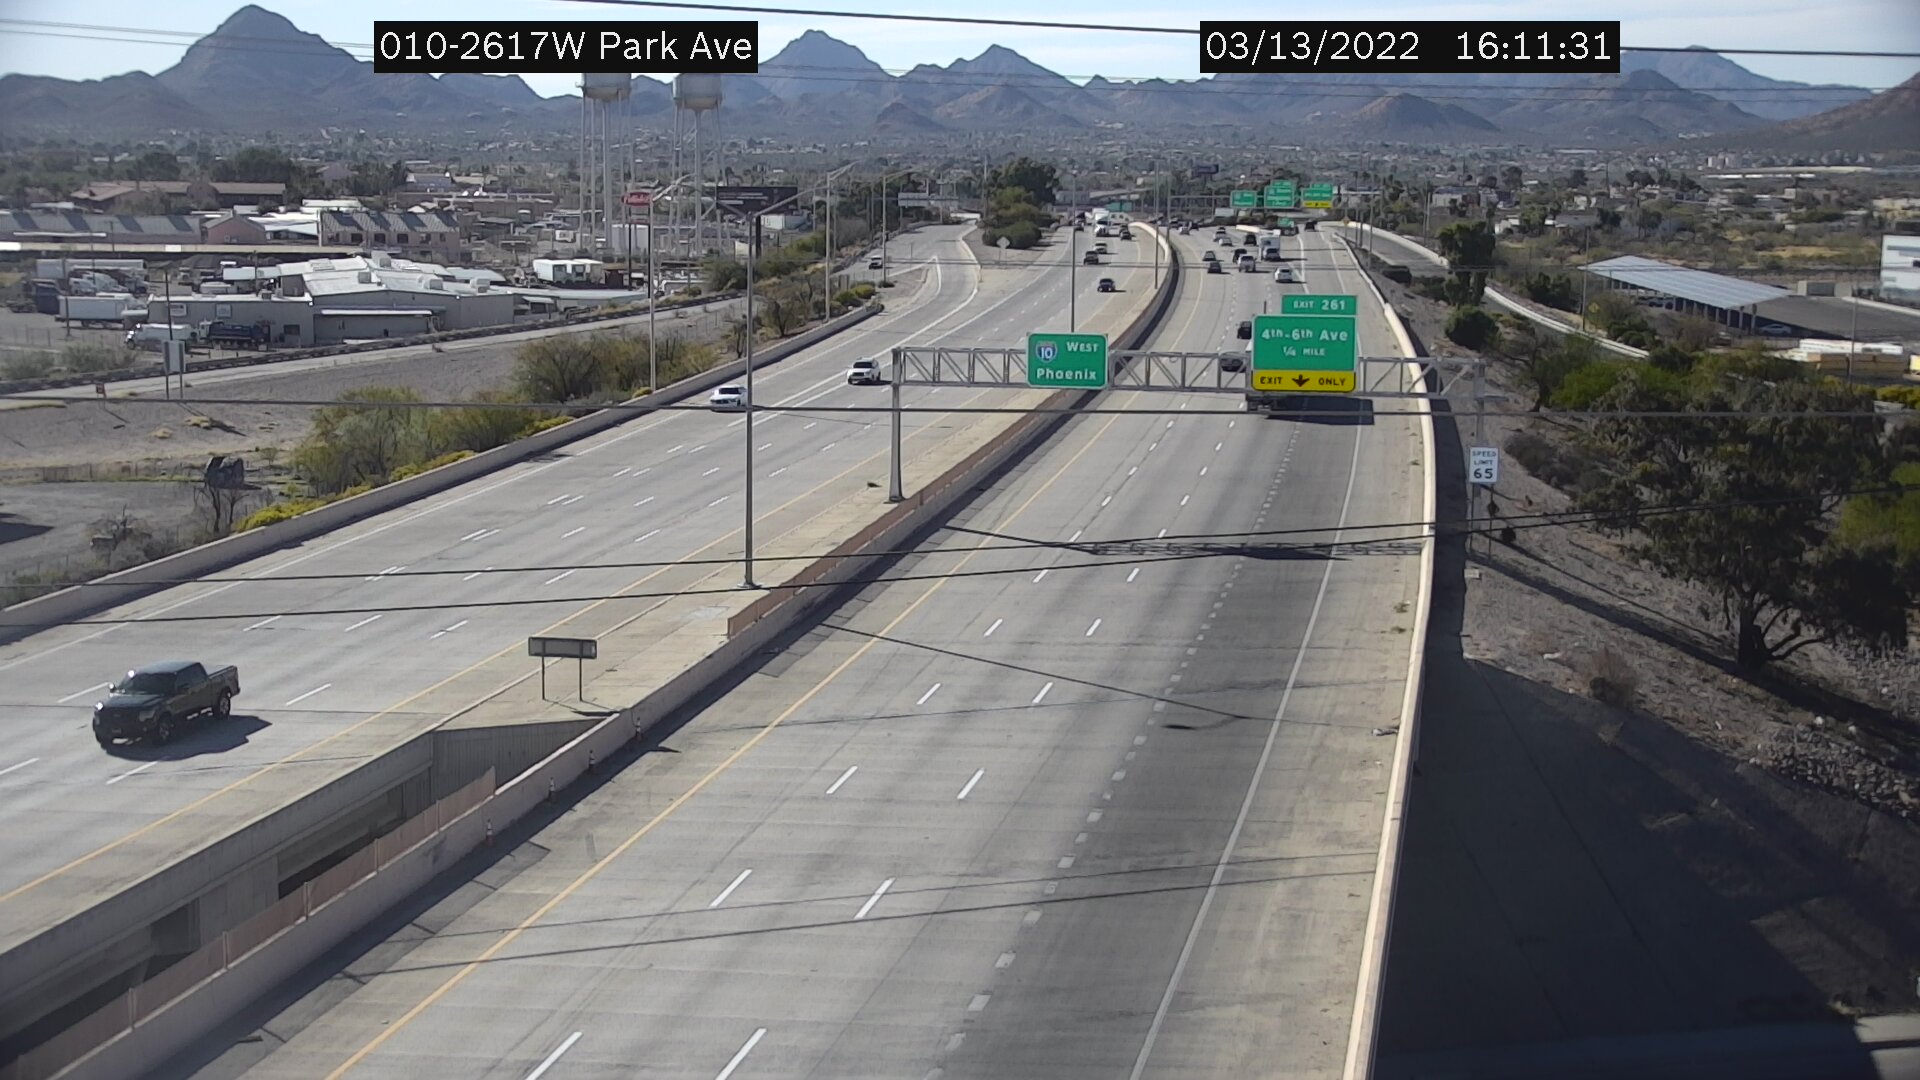 010-2617W Park Ave
03/13/2022 16:11:31
EXIT 261
4th-6th Ave
1/4 MILE
EXIT ONLY
10 WEST
Phoenix
SPEED
LIMIT
65